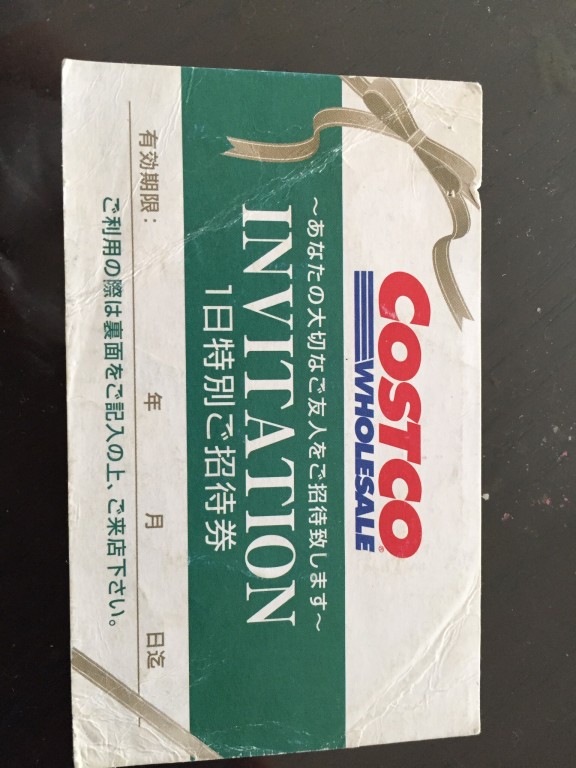 COSTCO®
WHOLESALE
～あなたの大切なご友人をご招待致します～
INVITATION
1日特別ご招待券
有効期限： 年 月 日迄
ご利用の際は裏面をご記入の上、ご来店下さい。